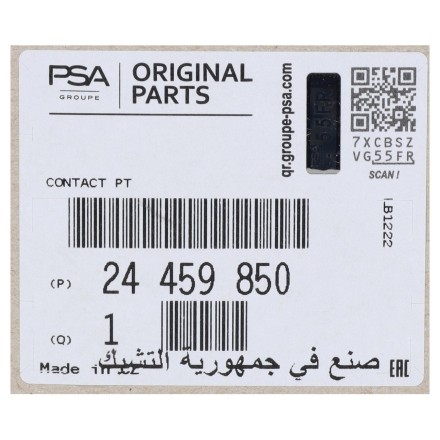 PSA
GROUPE
ORIGINAL
PARTS
qr.groupe-psa.com
7XCBSZ
VG55FR
SCAN!
CONTACT PT
LB1222
(P) 24 459 850
(Q) 1
صنع في جمهورية التشيك
Made in CZ
EAC